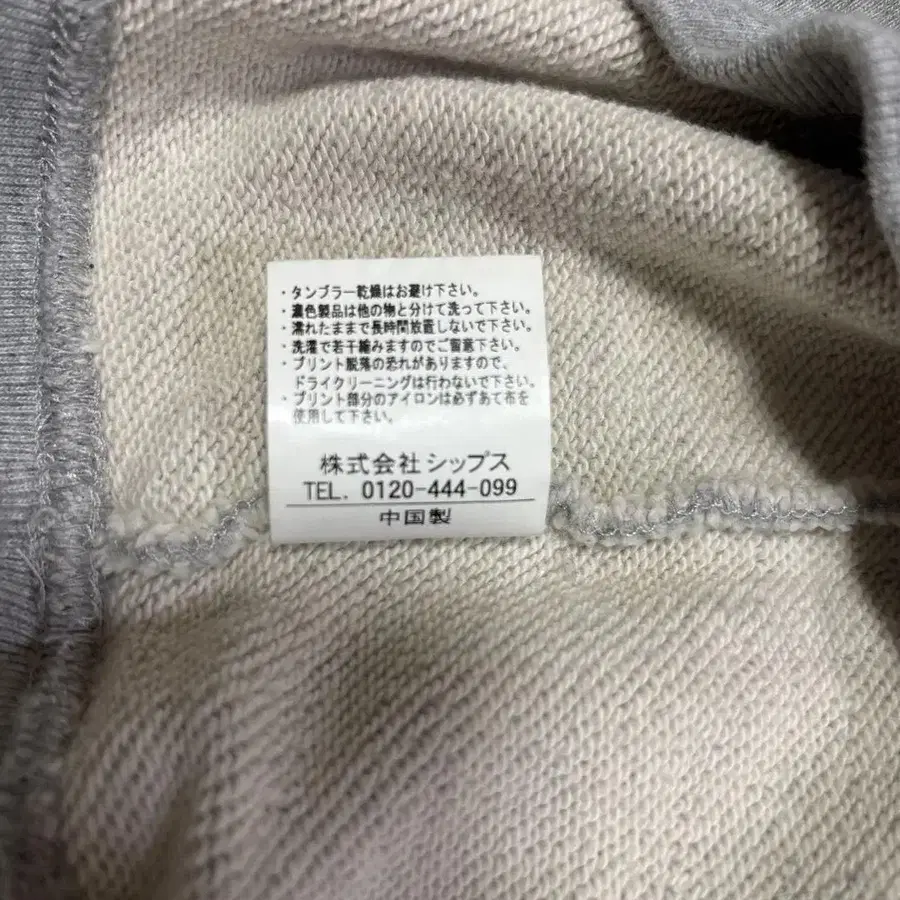 ・タンブラー乾燥はお避け下さい。
・濃色製品は他の物と分けて洗って下さい。
・濡れたままで長時間放置しないで下さい。
・洗濯で若干縮みますのでご留意下さい。
・プリント脱落の恐れがありますので、
ドライクリーニングは行わないで下さい。
・プリント部分のアイロンは必ずあて布を
使用して下さい。
株式会社 シップス
TEL. 0120-444-099
中国製